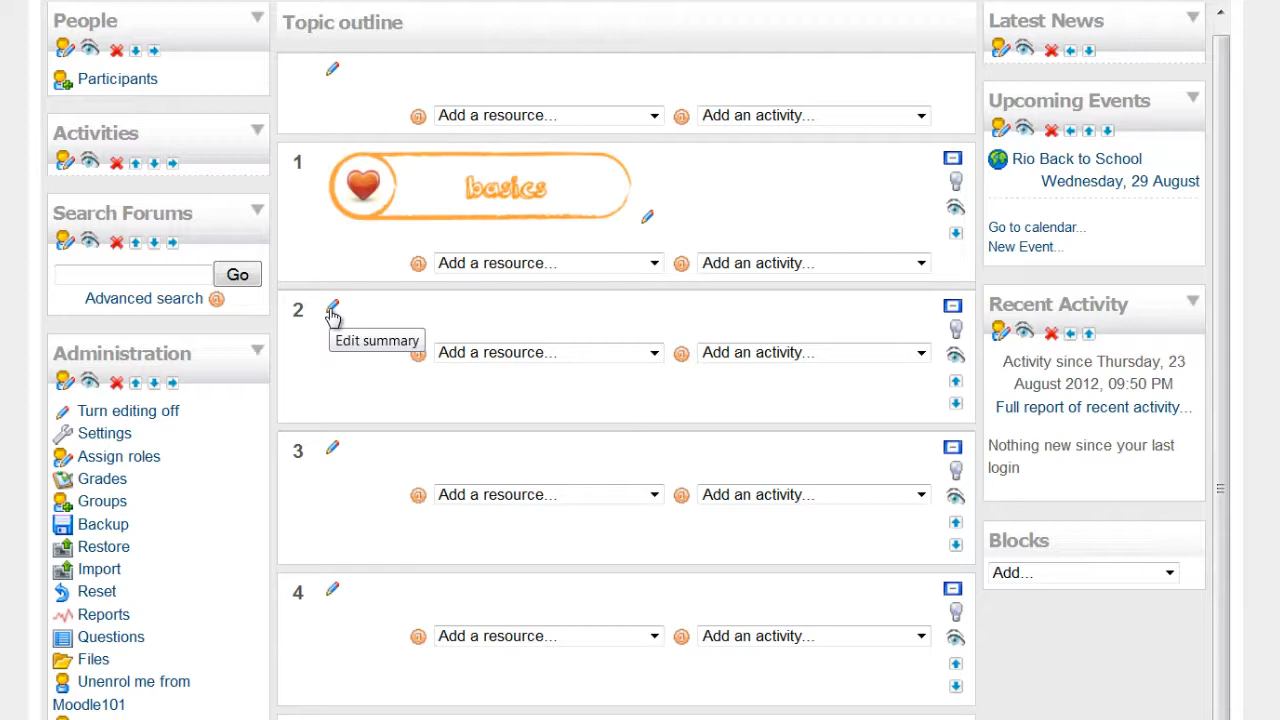 People
Participants
Activities
Search Forums
Go
Advanced search
Administration
Turn editing off
Settings
Assign roles
Grades
Groups
Backup
Restore
Import
Reset
Reports
Questions
Files
Unenrol me from
Moodle101
Topic outline
Add a resource... Add an activity...
1 basics
Add a resource... Add an activity...
2
Edit summary
Add a resource... Add an activity...
3
Add a resource... Add an activity...
4
Add a resource... Add an activity...
Latest News
Upcoming Events
Rio Back to School
Wednesday, 29 August
Go to calendar...
New Event...
Recent Activity
Activity since Thursday, 23
August 2012, 09:50 PM
Full report of recent activity...
Nothing new since your last
login
Blocks
Add...